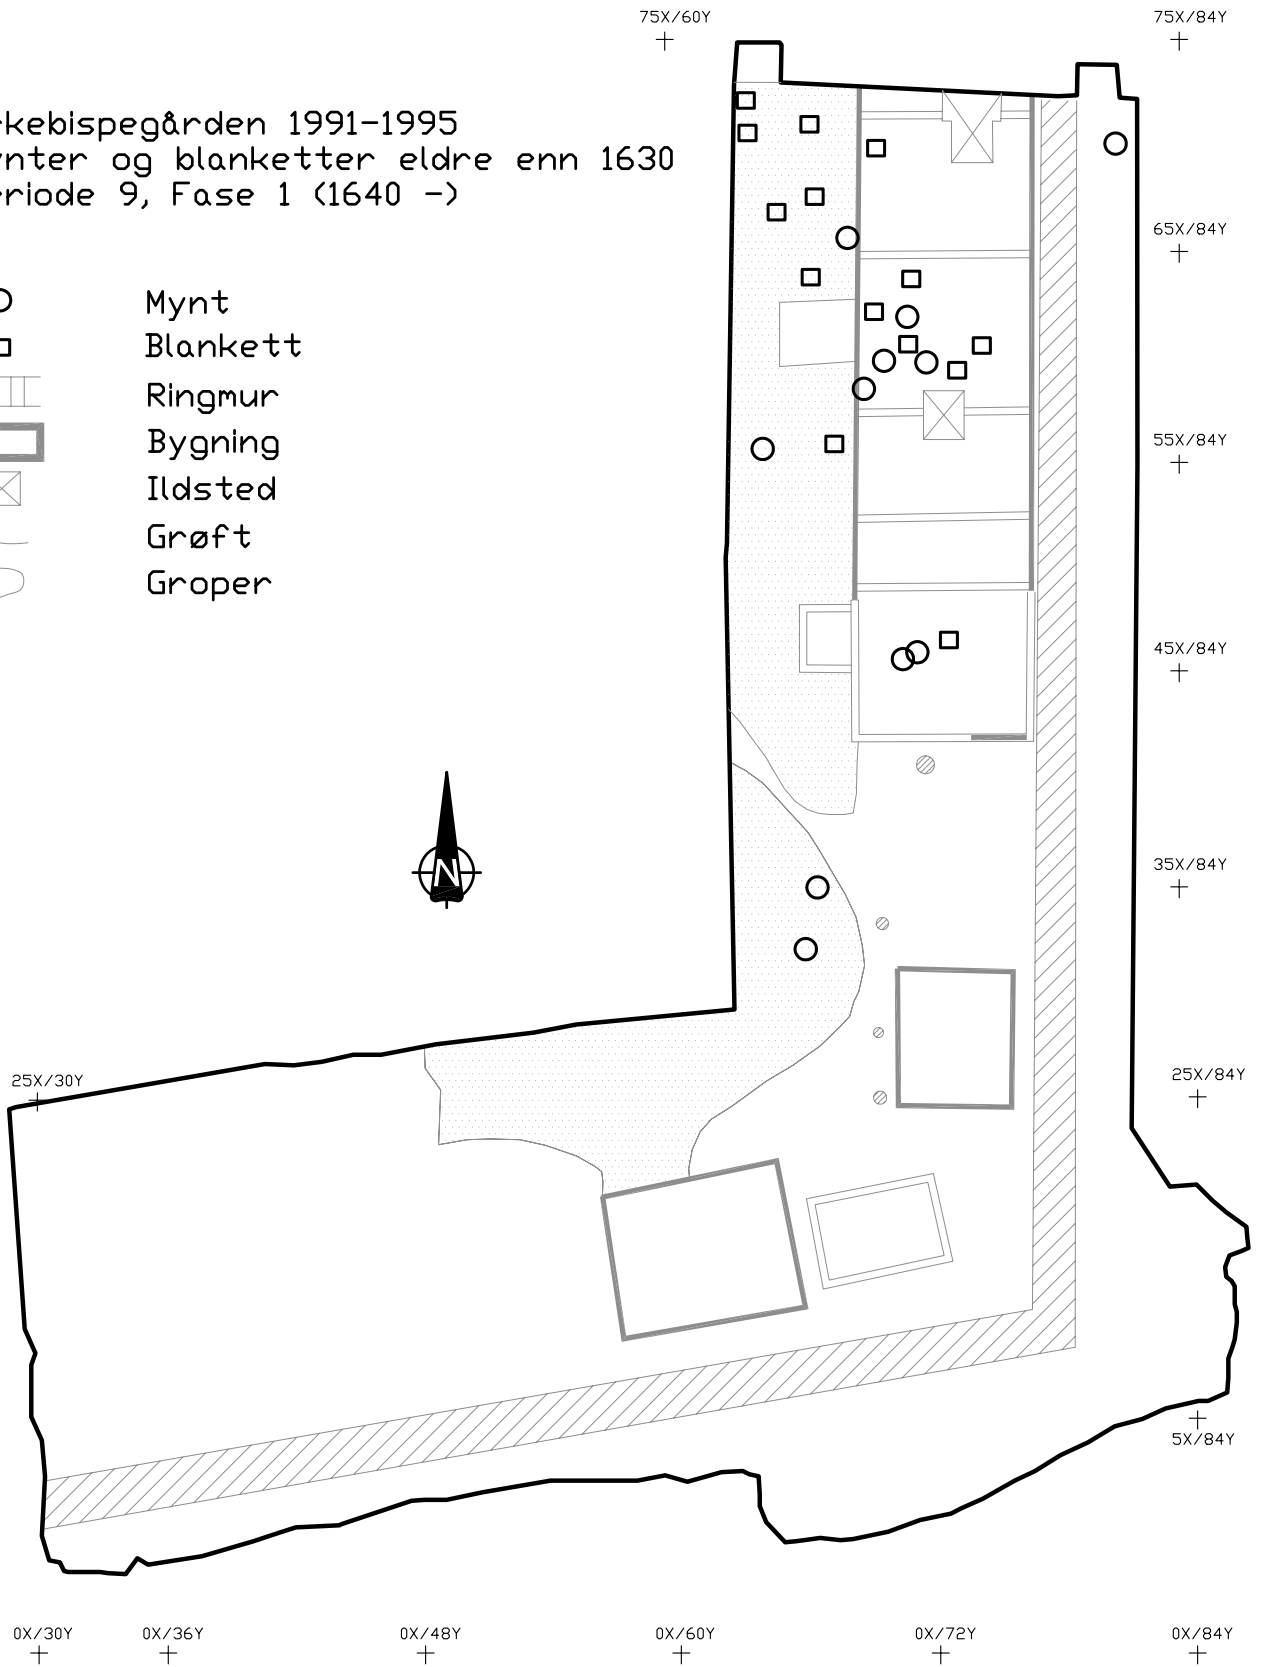 75X/60Y
75X/84Y
rkebispegården 1991-1995
nter og blanketter eldre enn 1630
riode 9, Fase 1 (1640 -)
65X/84Y
Mynt
Blankett
Ringmur
55X/84Y
Bygning
Ildsted
Grøft
Groper
45X/84Y
35X/84Y
N
25X/30Y
25X/84Y
5X/84Y
0X/30Y
0X/36Y
0X/48Y
0X/60Y
0X/72Y
0X/84Y